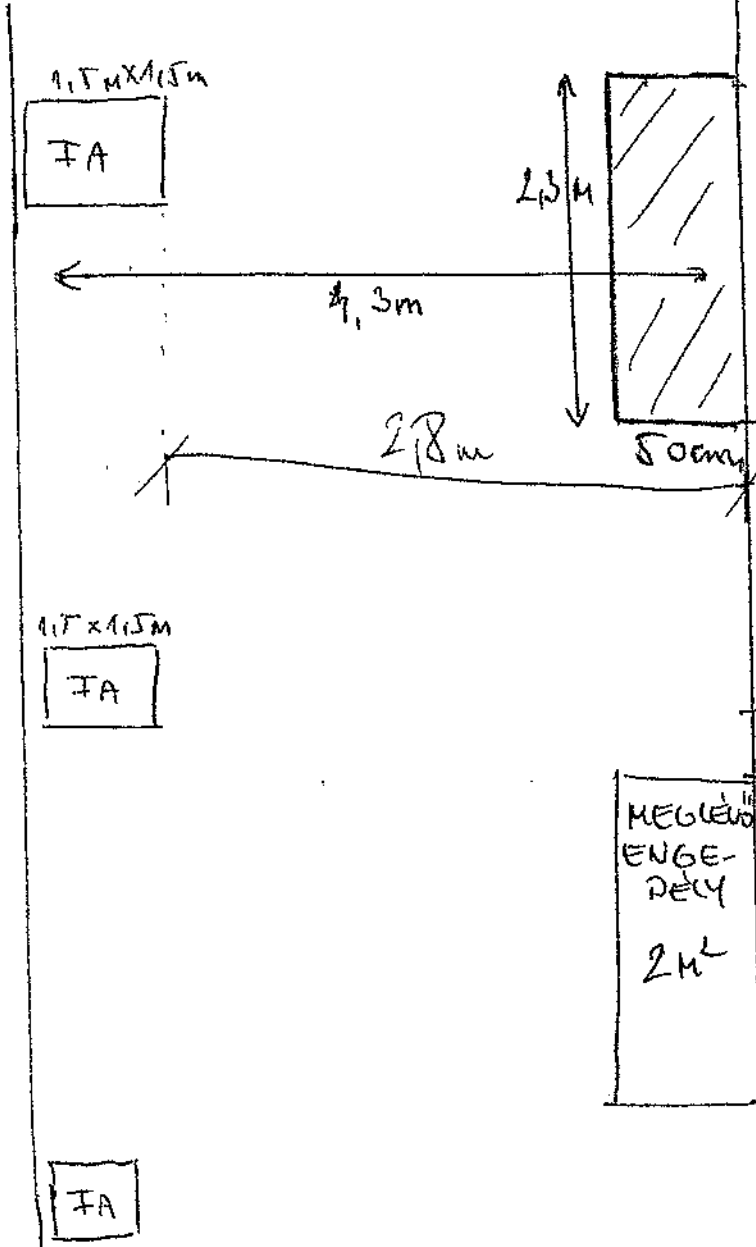 1,5M×1,5m
FA
2,3 M
4,3m
2,8m
50cm
1,5×1,5M
FA
MEGLÉVŐ
ENGE-
DÉLY
2M²
FA